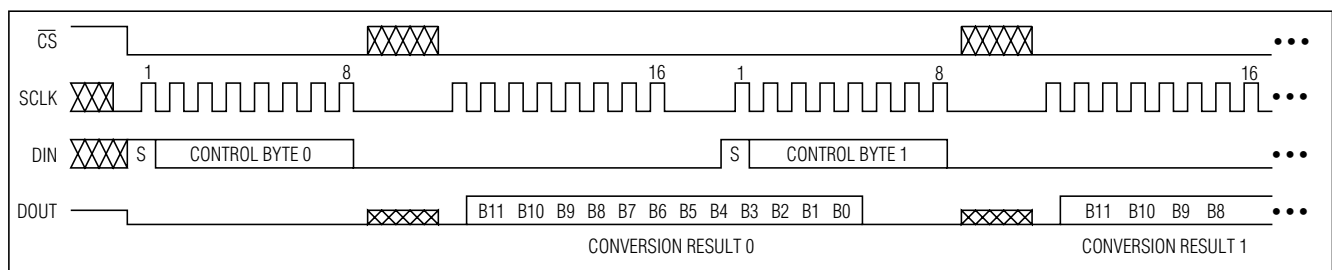 CS •••
1 8 16 1 8 16
SCLK •••
DIN S CONTROL BYTE 0 S CONTROL BYTE 1 •••
DOUT B11 B10 B9 B8 B7 B6 B5 B4 B3 B2 B1 B0 B11 B10 B9 B8 •••
CONVERSION RESULT 0 CONVERSION RESULT 1